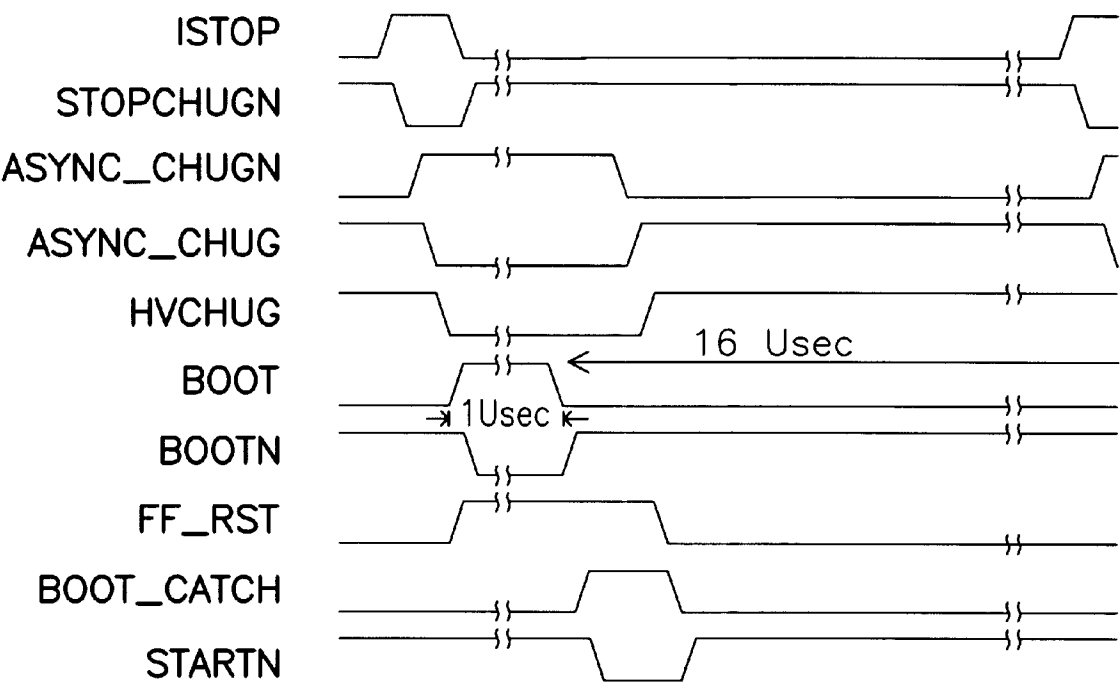 ISTOP
STOPCHUGN
ASYNC_CHUGN
ASYNC_CHUG
HVCHUG
16 Usec
BOOT
1Usec
BOOTN
FF_RST
BOOT_CATCH
STARTN